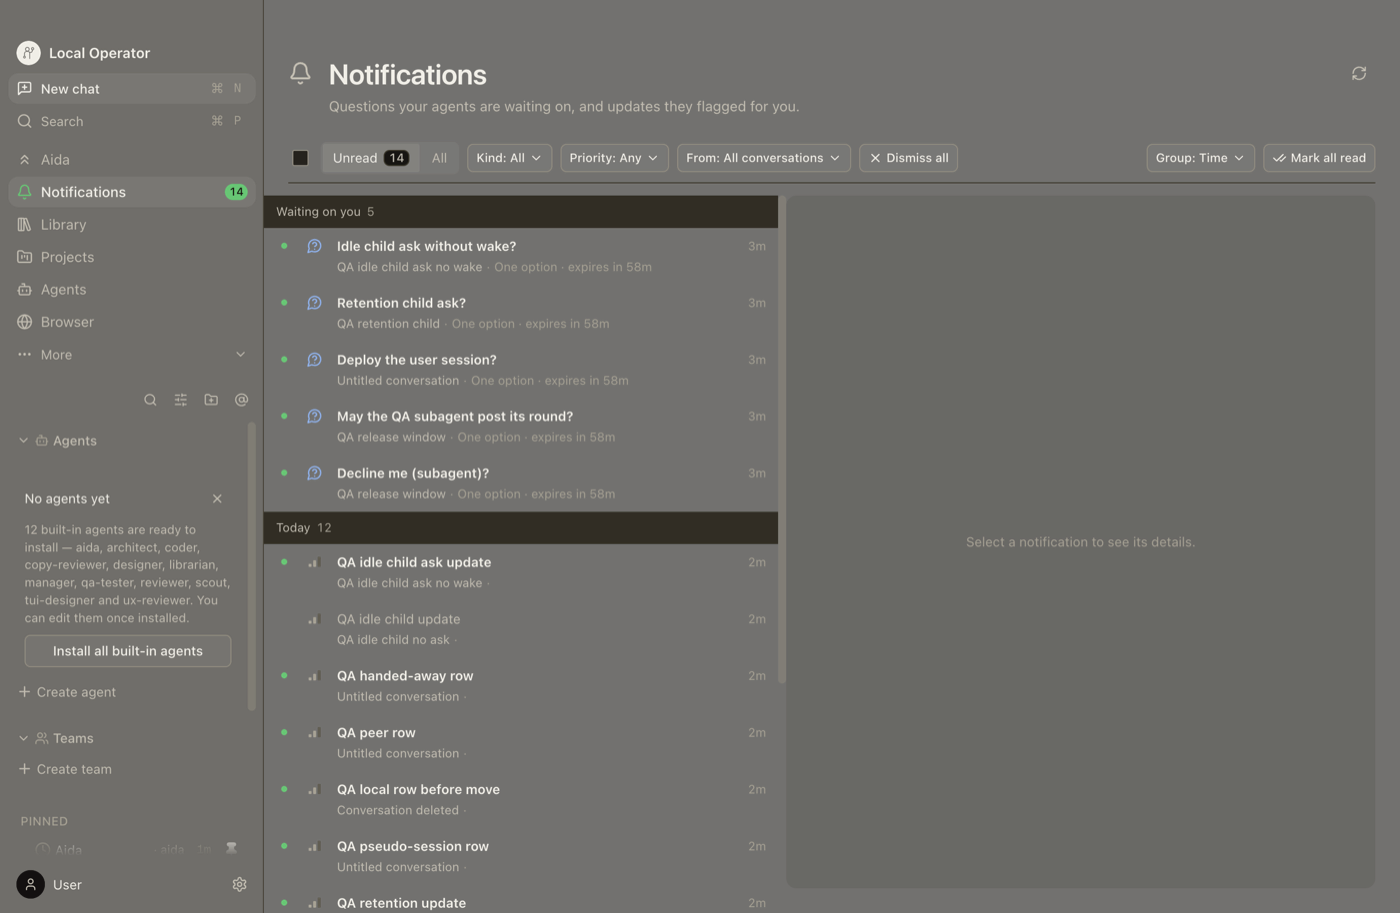 Local Operator
New chat ⌘ N
Search ⌘ P
Aida
Notifications 14
Library
Projects
Agents
Browser
More
Agents
No agents yet
12 built-in agents are ready to
install — aida, architect, coder,
copy-reviewer, designer, librarian,
manager, qa-tester, reviewer, scout,
tui-designer and ux-reviewer. You
can edit them once installed.
Install all built-in agents
Create agent
Teams
Create team
PINNED
Aida aida 1m
User
Notifications
Questions your agents are waiting on, and updates they flagged for you.
Unread 14 All Kind: All Priority: Any From: All conversations Dismiss all Group: Time Mark all read
Waiting on you 5
Idle child ask without wake? 3m
QA idle child ask no wake · One option · expires in 58m
Retention child ask? 3m
QA retention child · One option · expires in 58m
Deploy the user session? 3m
Untitled conversation · One option · expires in 58m
May the QA subagent post its round? 3m
QA release window · One option · expires in 58m
Decline me (subagent)? 3m
QA release window · One option · expires in 58m
Today 12
QA idle child ask update 2m
QA idle child ask no wake ·
QA idle child update 2m
QA idle child no ask ·
QA handed-away row 2m
Untitled conversation ·
QA peer row 2m
Untitled conversation ·
QA local row before move 2m
Conversation deleted ·
QA pseudo-session row 2m
Untitled conversation ·
QA retention update 2m
Select a notification to see its details.